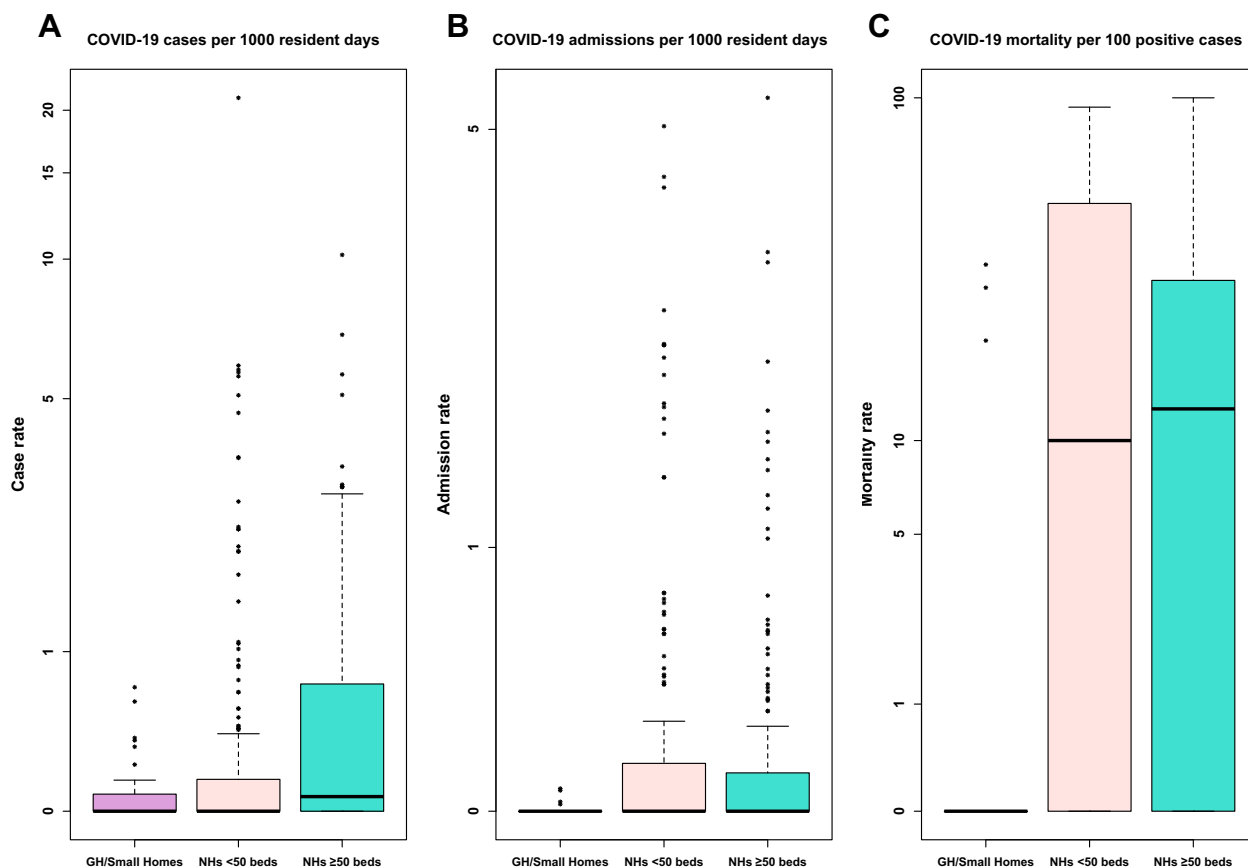 A
COVID-19 cases per 1000 resident days
Case rate
20
15
10
5
1
0
GH/Small Homes
NHs <50 beds
NHs ≥50 beds
B
COVID-19 admissions per 1000 resident days
Admission rate
5
1
0
GH/Small Homes
NHs <50 beds
NHs ≥50 beds
C
COVID-19 mortality per 100 positive cases
Mortality rate
100
10
5
1
0
GH/Small Homes
NHs <50 beds
NHs ≥50 beds